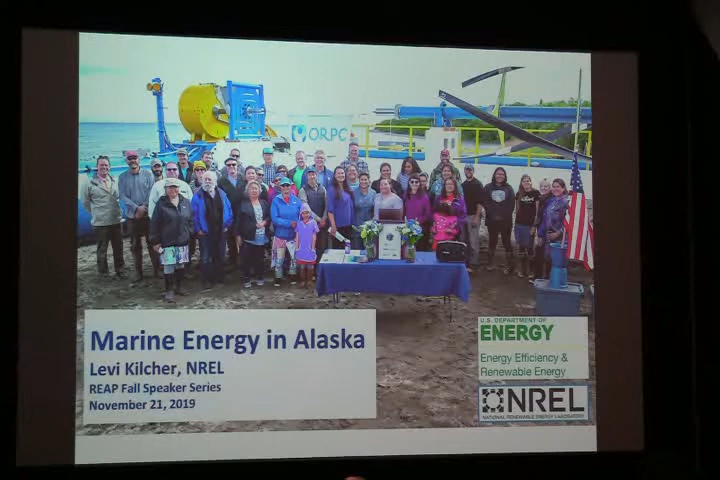 ORPC
Marine Energy in Alaska
Levi Kilcher, NREL
REAP Fall Speaker Series
November 21, 2019
U.S. DEPARTMENT OF
ENERGY
Energy Efficiency &
Renewable Energy
NREL
NATIONAL RENEWABLE ENERGY LABORATORY